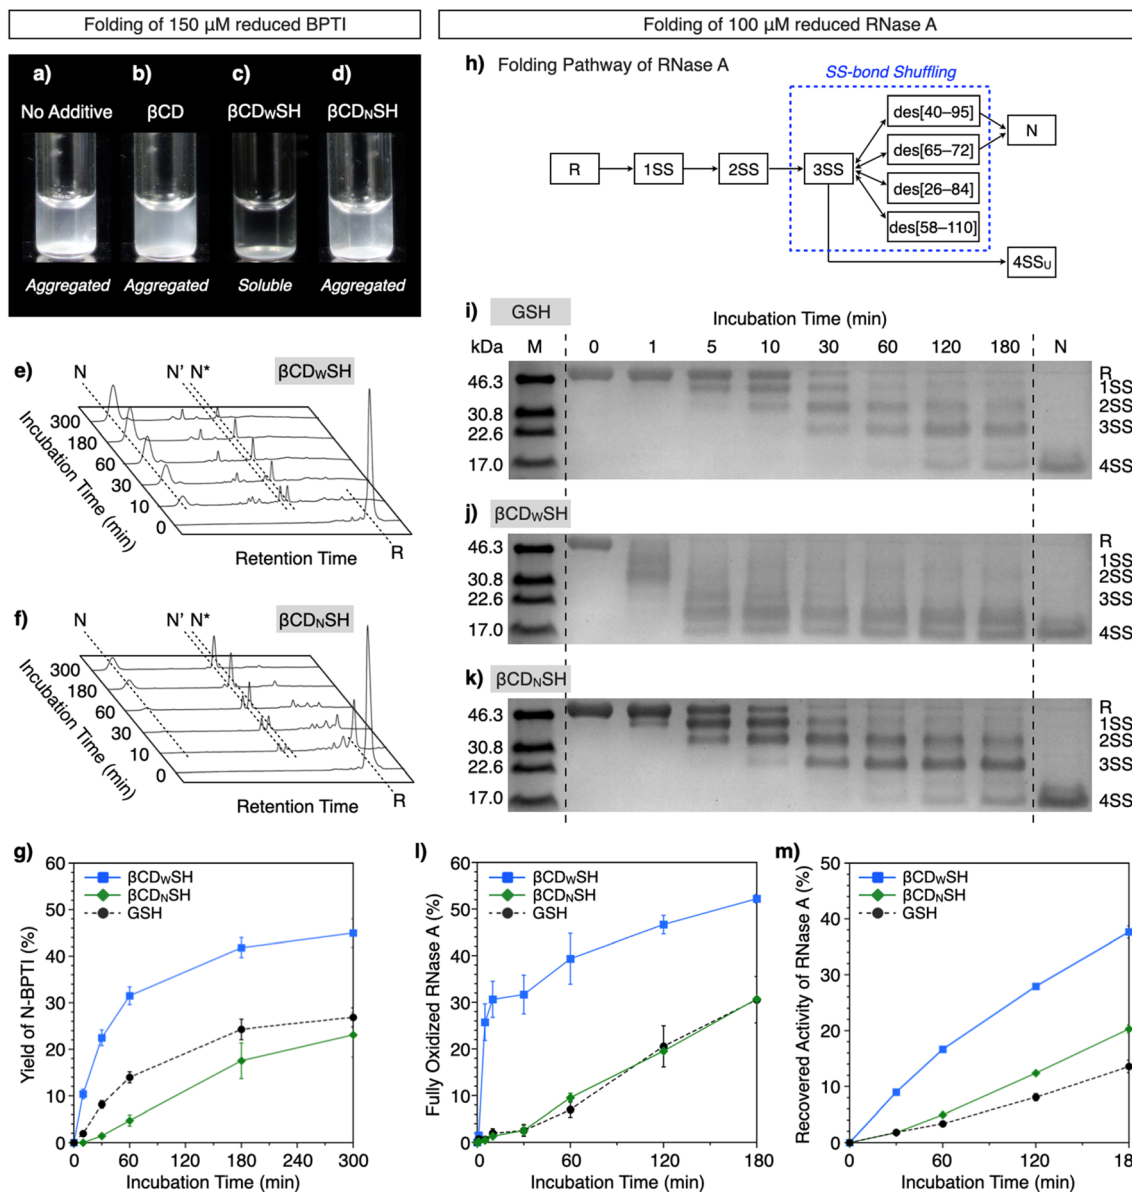 Folding of 150 µM reduced BPTI
Folding of 100 µM reduced RNase A
a) b) c) d)
No Additive βCD βCDWSH βCDNSH
Aggregated Aggregated Soluble Aggregated
h) Folding Pathway of RNase A
SS-bond Shuffling
R 1SS 2SS 3SS
des[40–95]
des[65–72]
des[26–84]
des[58–110]
N
4SSU
e) N N' N* βCDWSH
300
180
60
30
10
0
Incubation Time (min)
Retention Time
R
f) N N' N* βCDNSH
300
180
60
30
10
0
Incubation Time (min)
Retention Time
R
i) GSH Incubation Time (min)
kDa M 0 1 5 10 30 60 120 180 N
46.3
30.8
22.6
17.0
R
1SS
2SS
3SS
4SS
j) βCDWSH
46.3
30.8
22.6
17.0
R
1SS
2SS
3SS
4SS
k) βCDNSH
46.3
30.8
22.6
17.0
R
1SS
2SS
3SS
4SS
g)
Yield of N-BPTI (%)
60
50
40
30
20
10
0
βCDWSH
βCDNSH
GSH
0 60 120 180 240 300
Incubation Time (min)
l)
Fully Oxidized RNase A (%)
60
50
40
30
20
10
0
βCDWSH
βCDNSH
GSH
0 60 120 180
Incubation Time (min)
m)
Recovered Activity of RNase A (%)
50
40
30
20
10
0
βCDWSH
βCDNSH
GSH
0 60 120 18
Incubation Time (min)